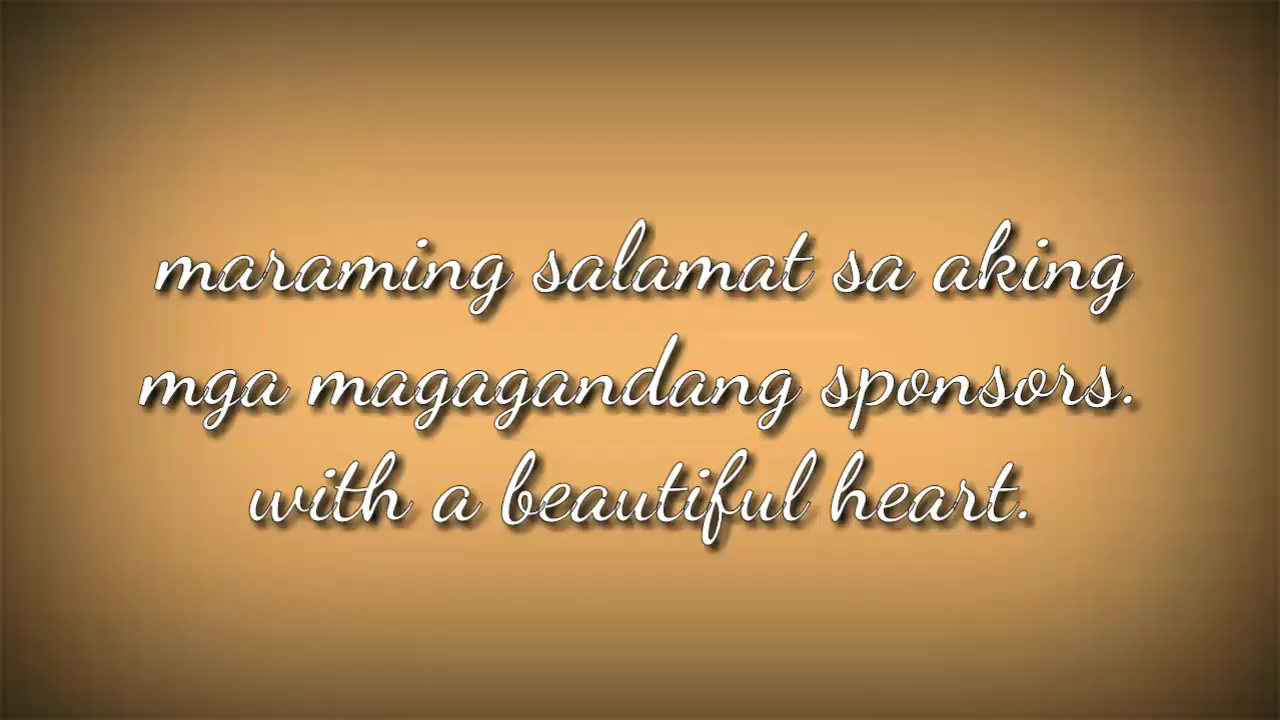 maraming salamat sa aking
mga magagandang sponsors.
with a beautiful heart.